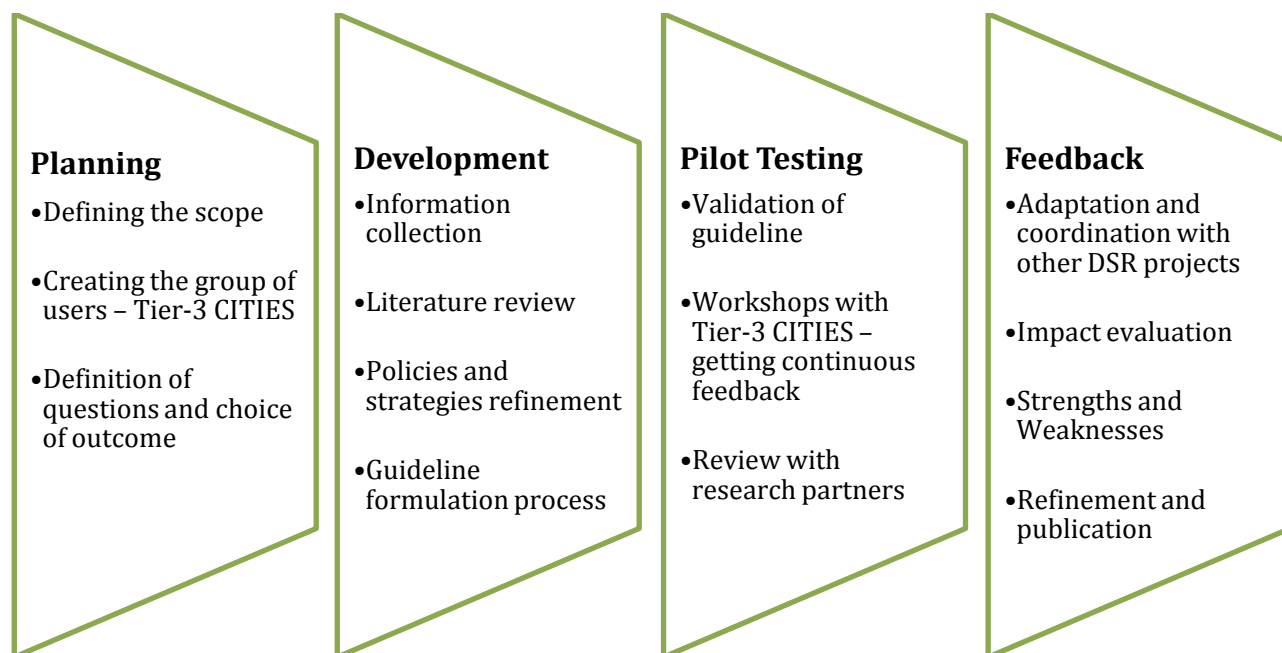 Planning
•Defining the scope
•Creating the group of
users – Tier-3 CITIES
•Definition of
questions and choice
of outcome
Development
•Information
collection
•Literature review
•Policies and
strategies refinement
•Guideline
formulation process
Pilot Testing
•Validation of
guideline
•Workshops with
Tier-3 CITIES –
getting continuous
feedback
•Review with
research partners
Feedback
•Adaptation and
coordination with
other DSR projects
•Impact evaluation
•Strengths and
Weaknesses
•Refinement and
publication